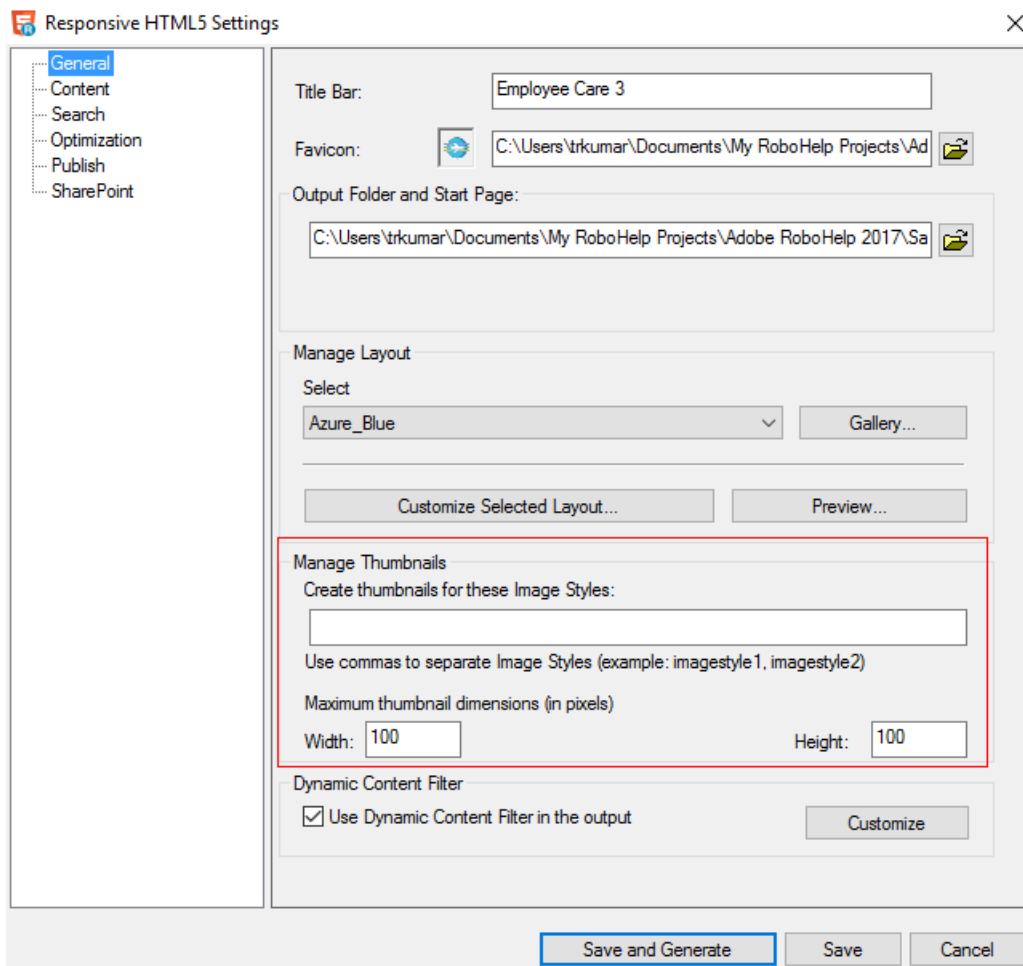 Responsive HTML5 Settings
General
Content
Search
Optimization
Publish
SharePoint
Title Bar: Employee Care 3
Favicon: C:\Users\trkumar\Documents\My RoboHelp Projects\Ad
Output Folder and Start Page:
C:\Users\trkumar\Documents\My RoboHelp Projects\Adobe RoboHelp 2017\Sa
Manage Layout
Select
Azure_Blue Gallery...
Customize Selected Layout... Preview...
Manage Thumbnails
Create thumbnails for these Image Styles:
Use commas to separate Image Styles (example: imagestyle1, imagestyle2)
Maximum thumbnail dimensions (in pixels)
Width: 100 Height: 100
Dynamic Content Filter
Use Dynamic Content Filter in the output Customize
Save and Generate Save Cancel